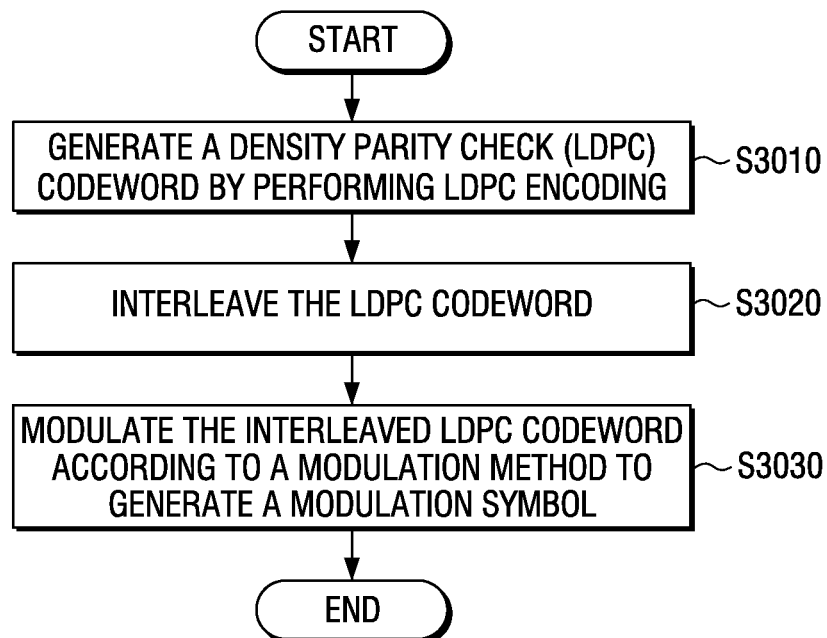 START
GENERATE A DENSITY PARITY CHECK (LDPC)
CODEWORD BY PERFORMING LDPC ENCODING
S3010
INTERLEAVE THE LDPC CODEWORD
S3020
MODULATE THE INTERLEAVED LDPC CODEWORD
ACCORDING TO A MODULATION METHOD TO
GENERATE A MODULATION SYMBOL
S3030
END